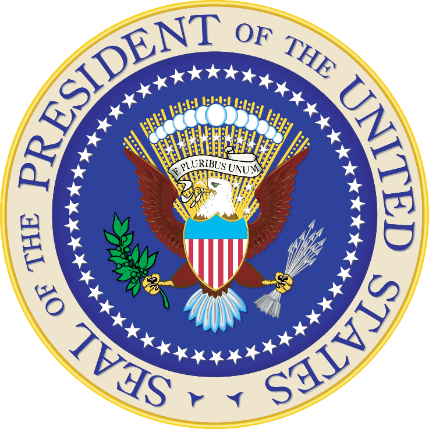 SEAL OF THE PRESIDENT OF THE UNITED STATES
E PLURIBUS UNUM